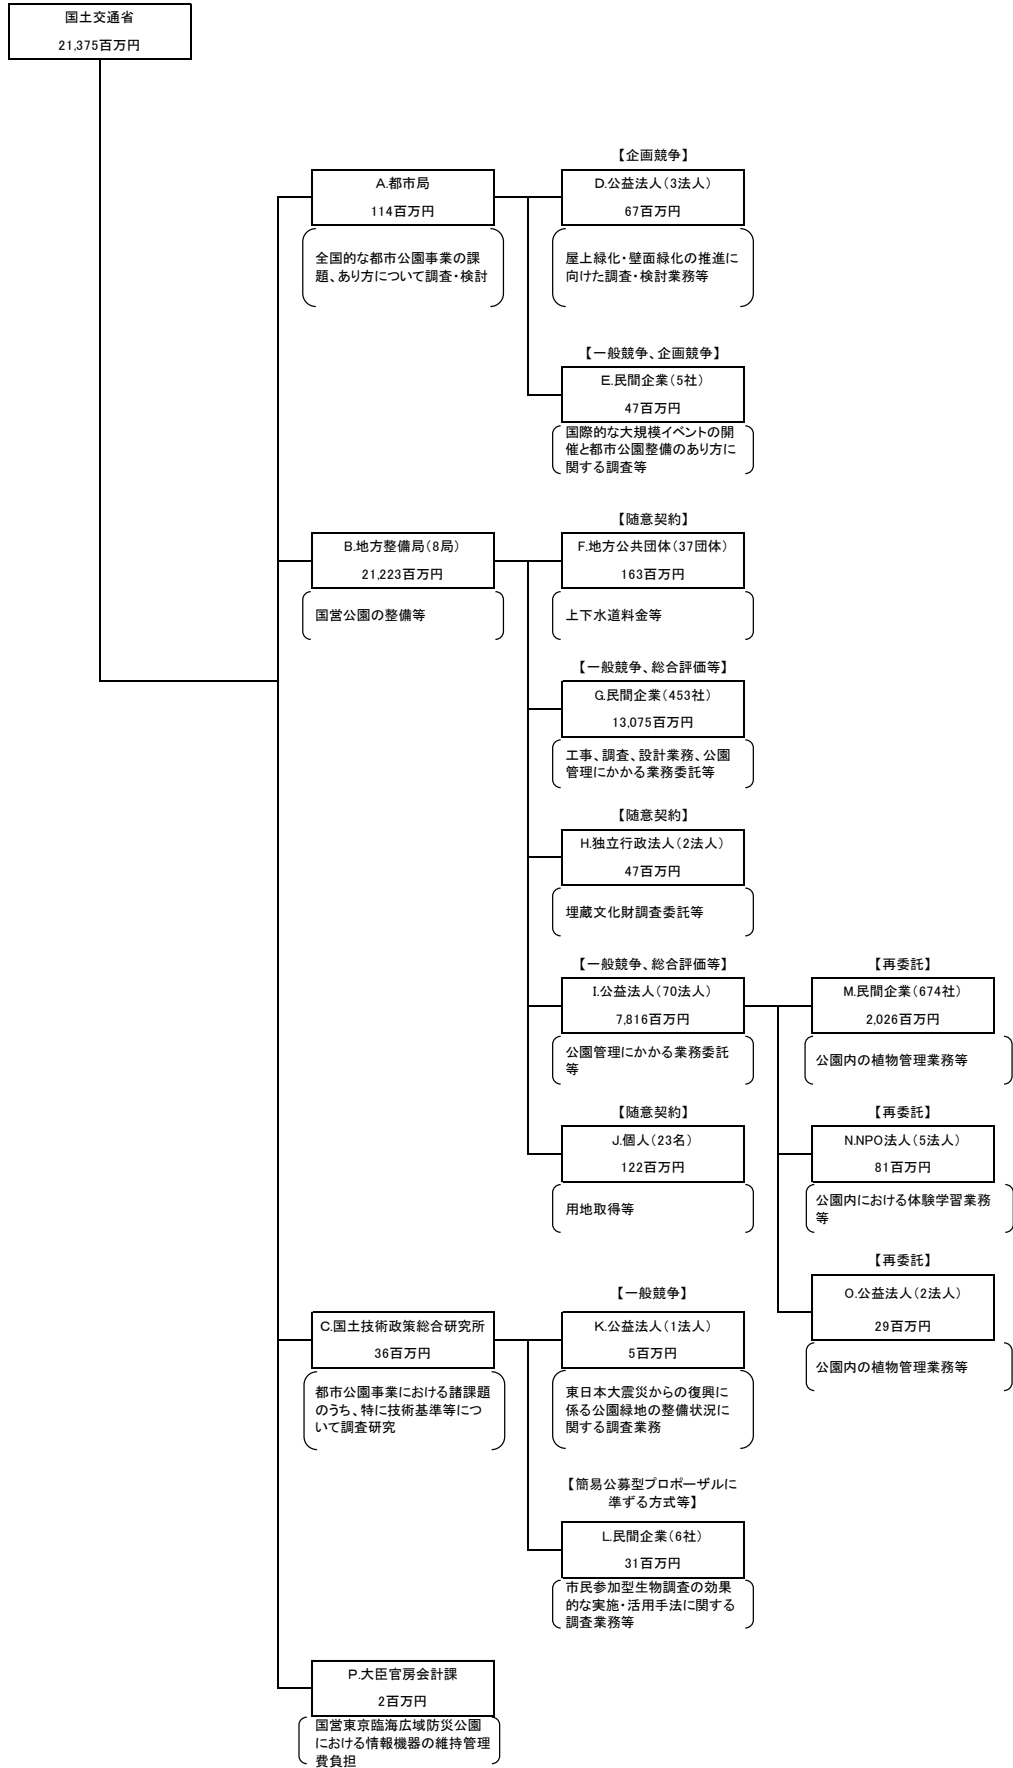 国土交通省
21,375百万円
【企画競争】
A.都市局
114百万円
全国的な都市公園事業の課
題、あり方について調査・検討
D.公益法人(3法人)
67百万円
屋上緑化・壁面緑化の推進に
向けた調査・検討業務等
【一般競争、企画競争】
E.民間企業(5社)
47百万円
国際的な大規模イベントの開
催と都市公園整備のあり方に
関する調査等
B.地方整備局(8局)
21,223百万円
国営公園の整備等
【随意契約】
F.地方公共団体(37団体)
163百万円
上下水道料金等
【一般競争、総合評価等】
G.民間企業(453社)
13,075百万円
工事、調査、設計業務、公園
管理にかかる業務委託等
【随意契約】
H.独立行政法人(2法人)
47百万円
埋蔵文化財調査委託等
【一般競争、総合評価等】
I.公益法人(70法人)
7,816百万円
公園管理にかかる業務委託
等
【再委託】
M.民間企業(674社)
2,026百万円
公園内の植物管理業務等
【随意契約】
J.個人(23名)
122百万円
用地取得等
【再委託】
N.NPO法人(5法人)
81百万円
公園内における体験学習業務
等
【再委託】
O.公益法人(2法人)
29百万円
公園内の植物管理業務等
C.国土技術政策総合研究所
36百万円
都市公園事業における諸課題
のうち、特に技術基準等につ
いて調査研究
【一般競争】
K.公益法人(1法人)
5百万円
東日本大震災からの復興に
係る公園緑地の整備状況に
関する調査業務
【簡易公募型プロポーザルに
準ずる方式等】
L.民間企業(6社)
31百万円
市民参加型生物調査の効果
的な実施・活用手法に関する
調査業務等
P.大臣官房会計課
2百万円
国営東京臨海広域防災公園
における情報機器の維持管理
費負担